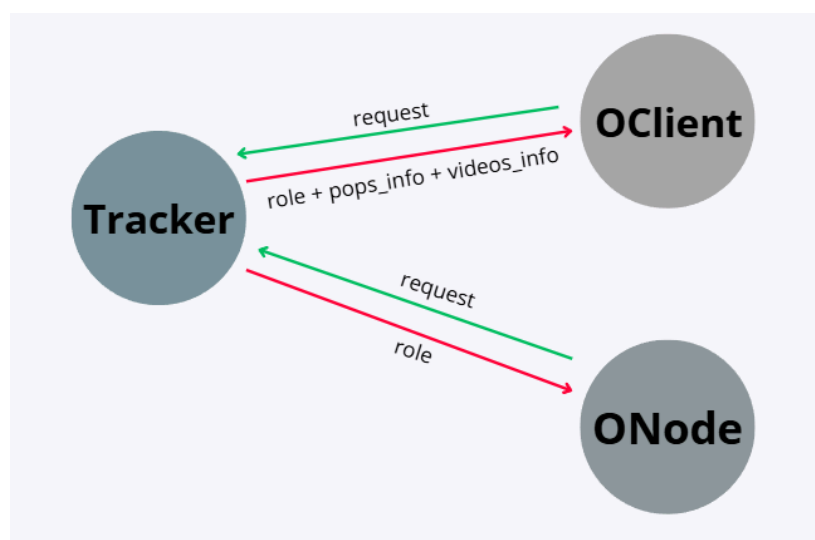 request
OClient
role + pops_info + videos_info
Tracker
request
role
ONode